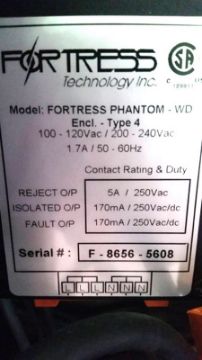 FORTRESS
Technology Inc.
SA
Model: FORTRESS PHANTOM - WD
Encl. - Type 4
100 - 120Vac / 200 - 240Vac
1.7A / 50 - 60Hz
Contact Rating & Duty
REJECT O/P 5A / 250Vac
ISOLATED O/P 170mA / 250Vac/dc
FAULT O/P 170mA / 250Vac/dc
Serial # : F - 8656 - 5608
L L L N N N